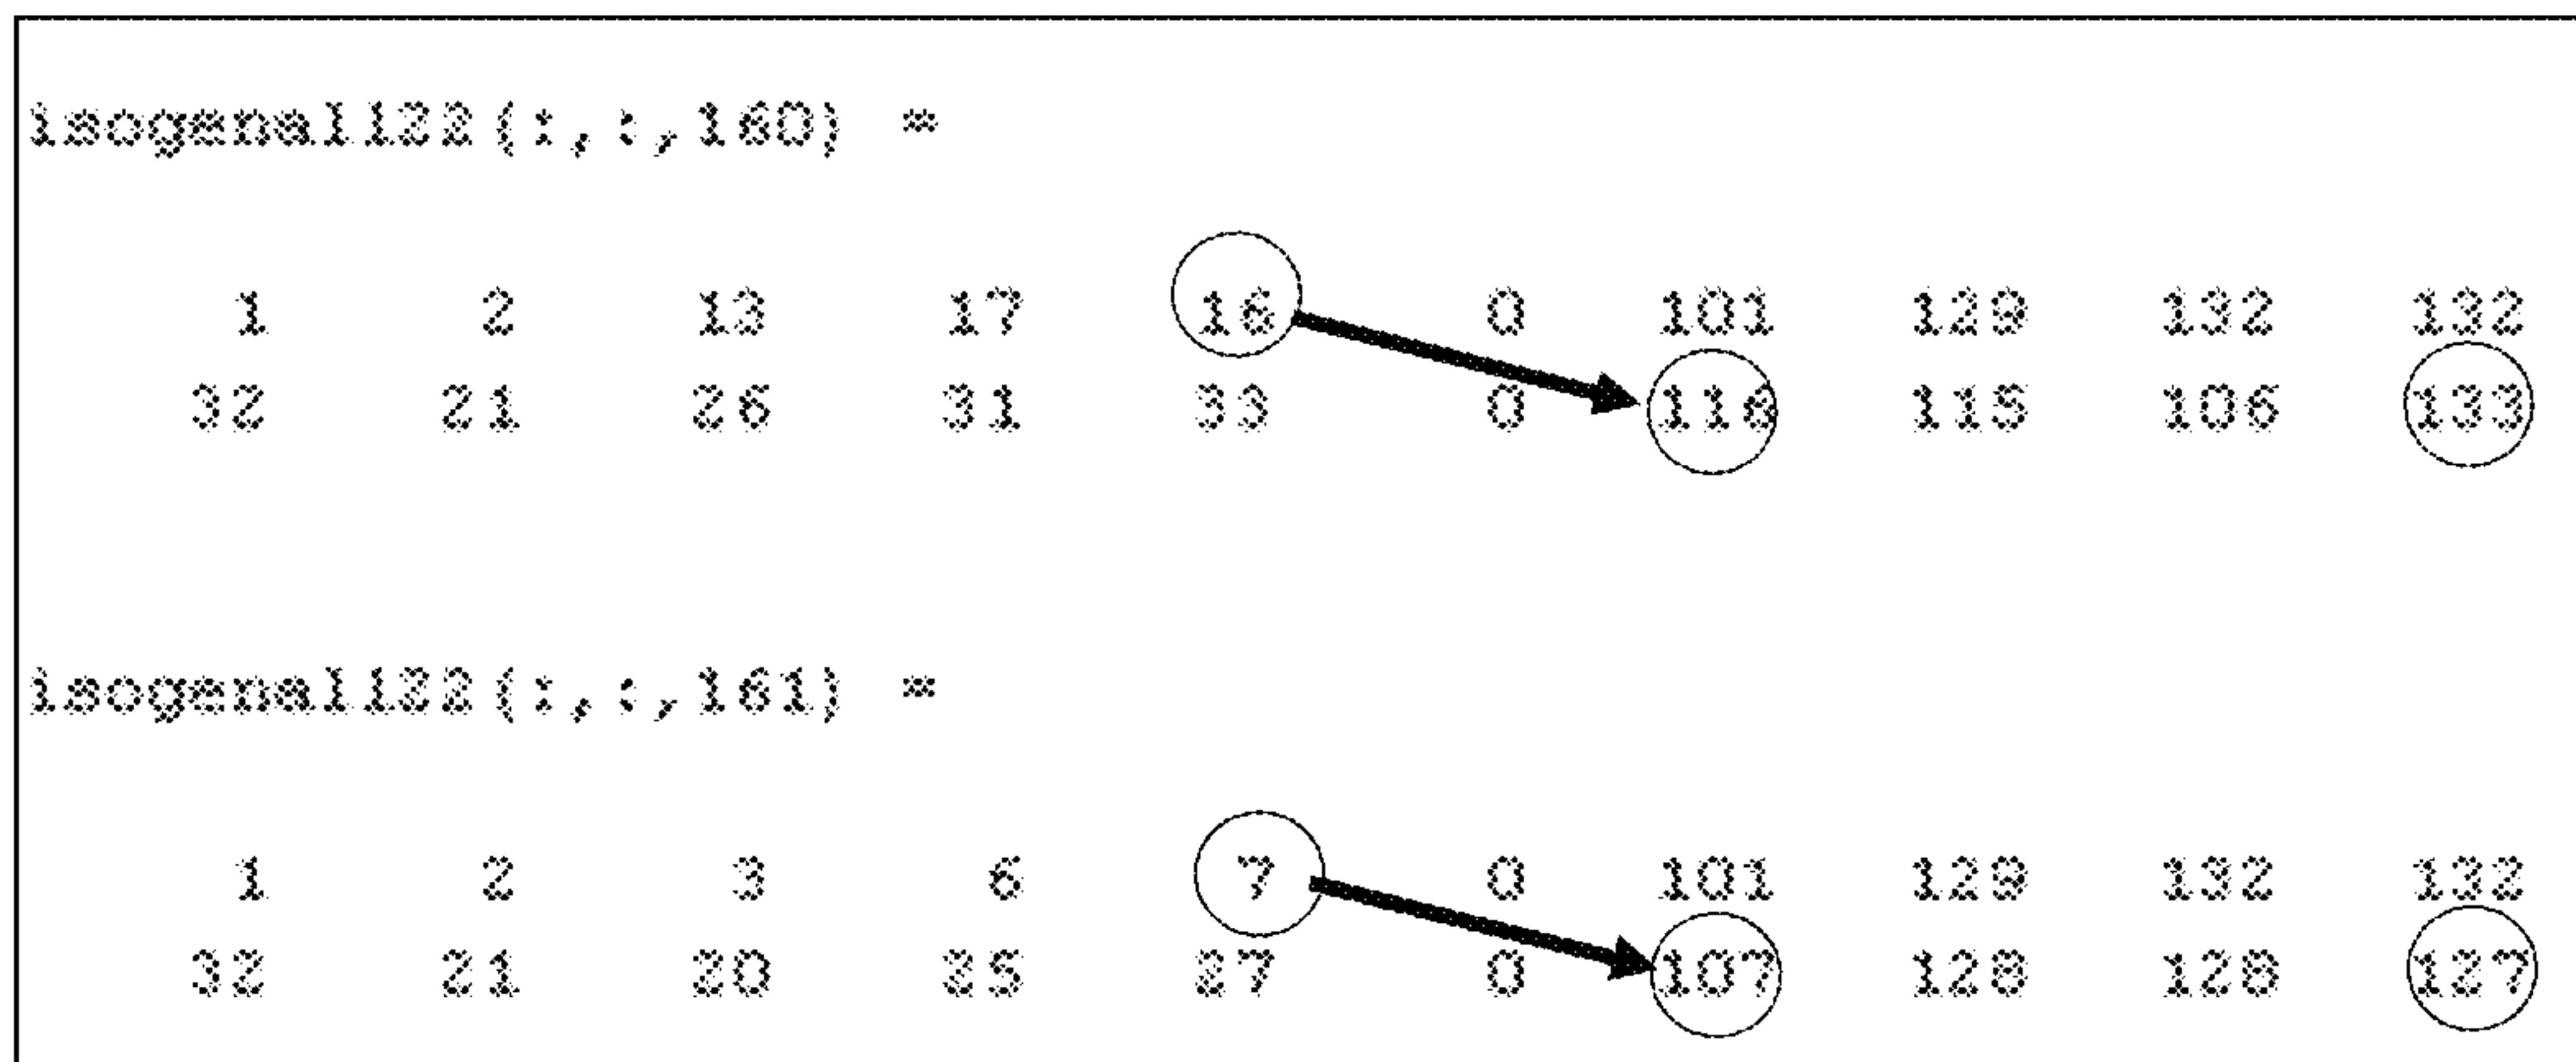 isogenall122(:,:,160) =
1 2 13 17 16 0 101 129 132 132
32 21 26 31 33 0 116 115 106 133
isogenall122(:,:,161) =
1 2 3 6 7 0 101 129 132 132
32 21 20 25 27 0 107 128 128 127